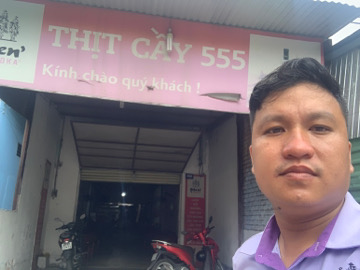 THỊT CẦY 555
Kính chào quý khách !